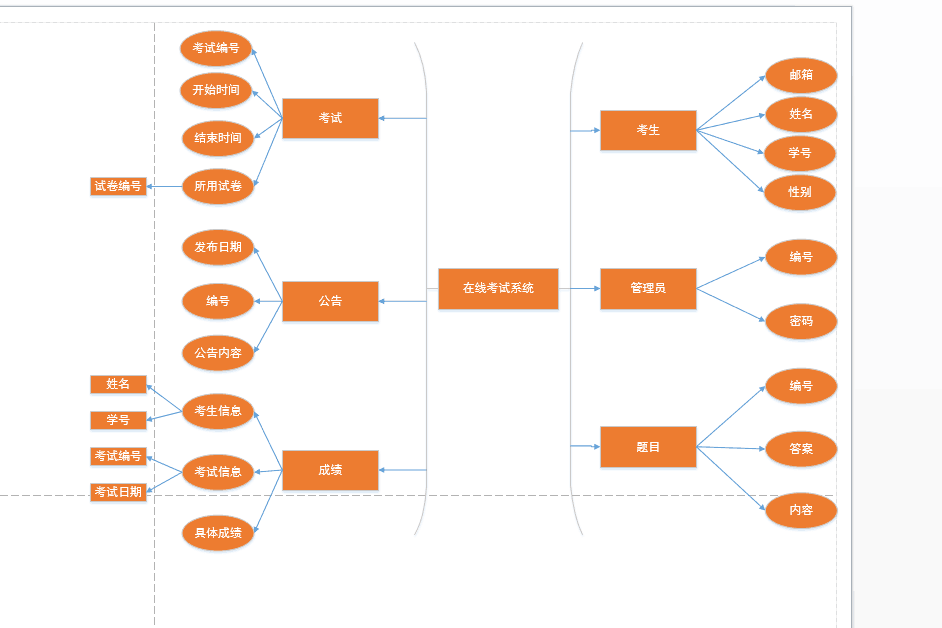 考试编号
开始时间
结束时间
所用试卷
试卷编号
考试
发布日期
编号
公告内容
公告
姓名
学号
考试编号
考试日期
考生信息
考试信息
具体成绩
成绩
在线考试系统
考生
邮箱
姓名
学号
性别
管理员
编号
密码
题目
编号
答案
内容